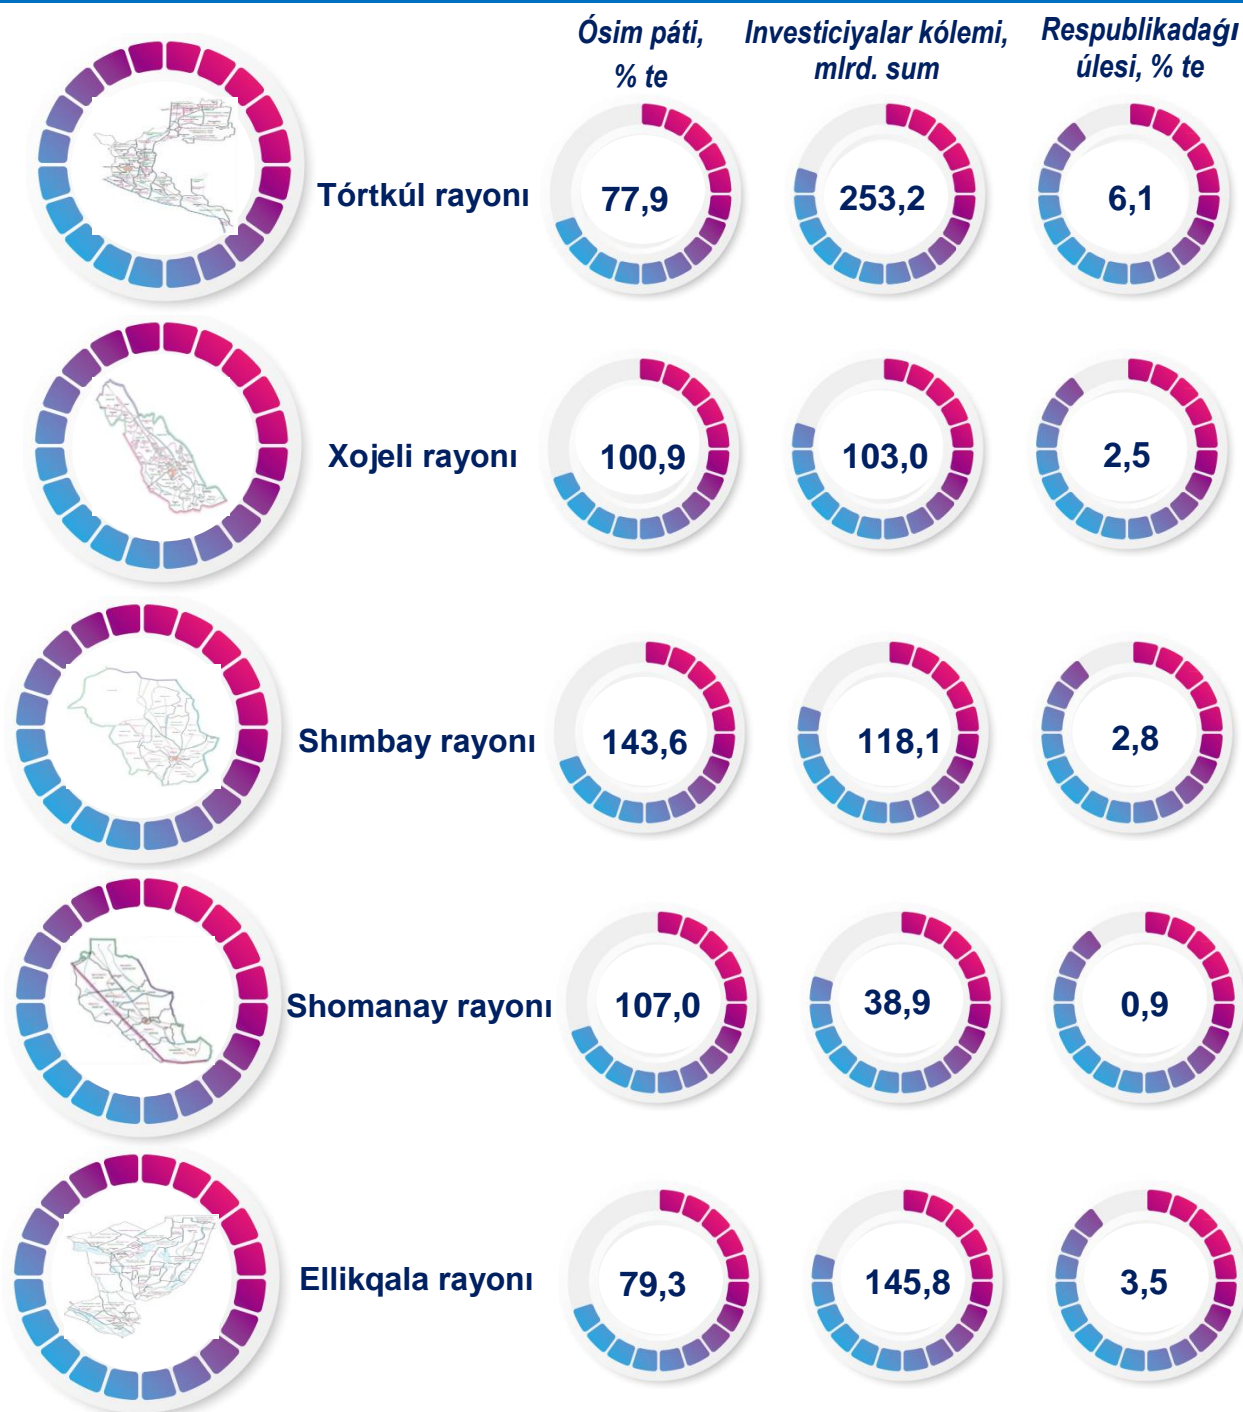 Ósim páti,
% te
Investiciyalar kólemi,
mlrd. sum
Respublikadaǵı
úlesi, % te
Tórtkúl rayonı
77,9
253,2
6,1
Xojeli rayonı
100,9
103,0
2,5
Shımbay rayonı
143,6
118,1
2,8
Shomanay rayonı
107,0
38,9
0,9
Ellikqala rayonı
79,3
145,8
3,5